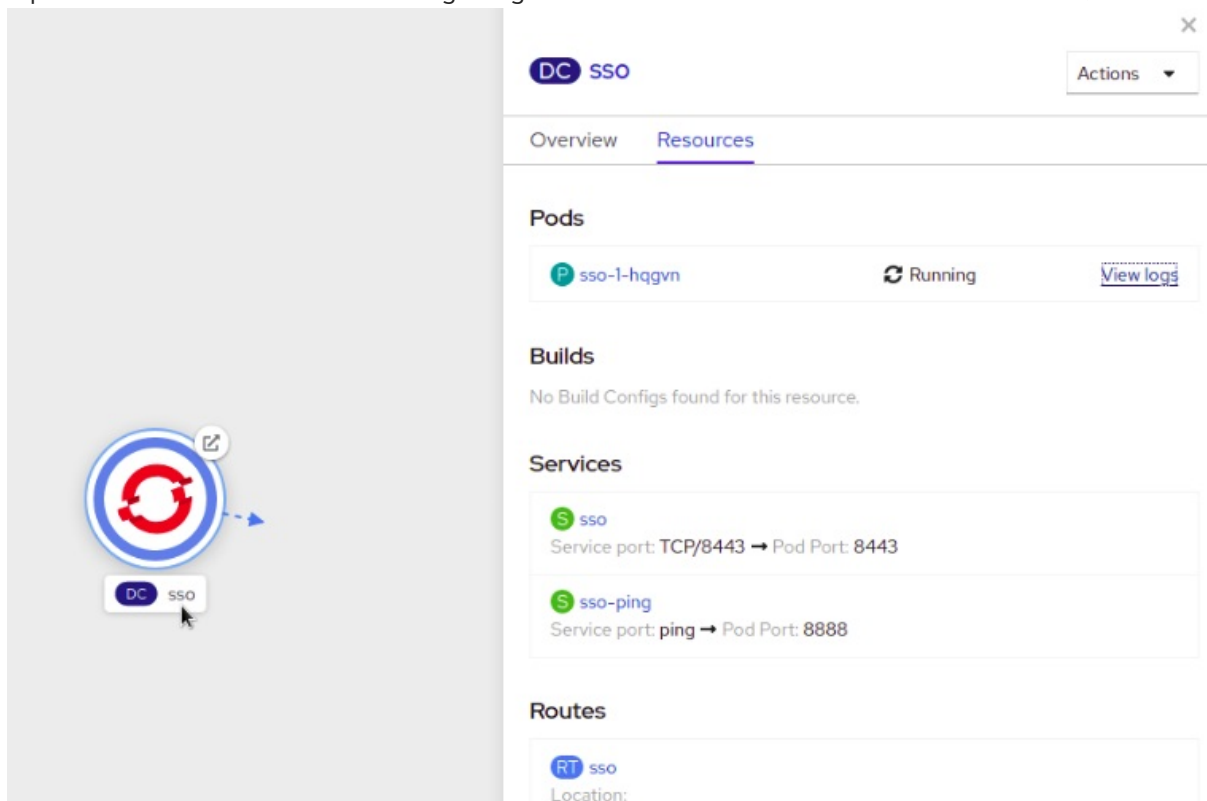 DC sso
Actions
Overview Resources
Pods
P sso-1-hqgvn Running View logs
Builds
No Build Configs found for this resource.
Services
S sso
Service port: TCP/8443 → Pod Port: 8443
S sso-ping
Service port: ping → Pod Port: 8888
DC sso
Routes
RT sso
Location: